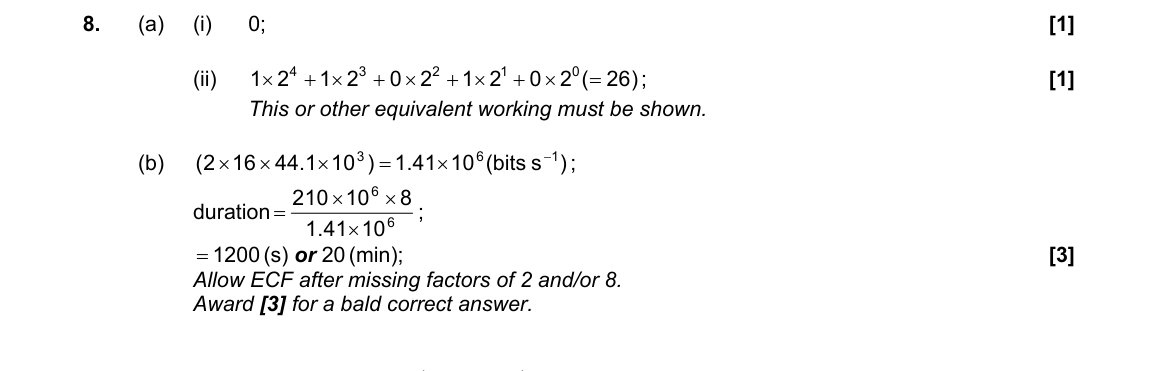 8. (a) (i) 0; [1]
(ii) 1×2⁴ +1×2³ +0×2² +1×2¹ +0×2⁰(= 26); [1]
This or other equivalent working must be shown.
(b) (2×16×44.1×10³)=1.41×10⁶(bits s⁻¹);
duration = (210×10⁶ ×8)/(1.41×10⁶) ;
= 1200 (s) or 20 (min); [3]
Allow ECF after missing factors of 2 and/or 8.
Award [3] for a bald correct answer.